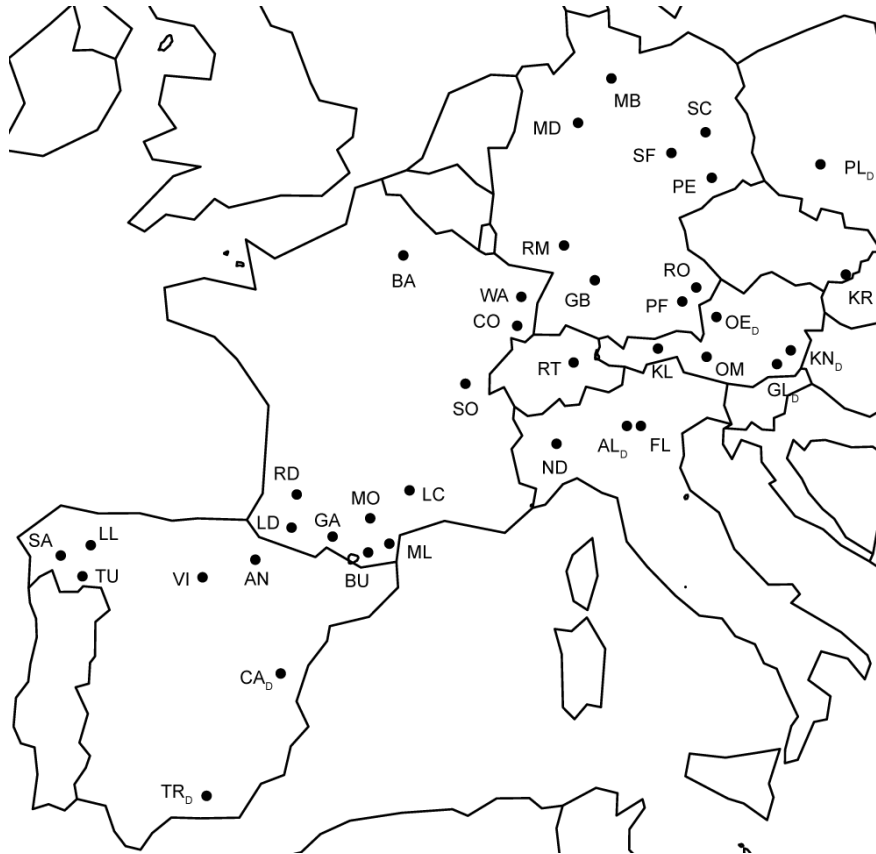 MB
SC
MD
SF
PL_D
PE
RM
RO
BA
GB
KR
WA
PF
CO
OE_D
RT
KL
OM
KN_D
GL_D
SO
AL_D
FL
ND
RD
MO
LC
LD
GA
LL
SA
ML
TU
VI
AN
BU
CA_D
TR_D